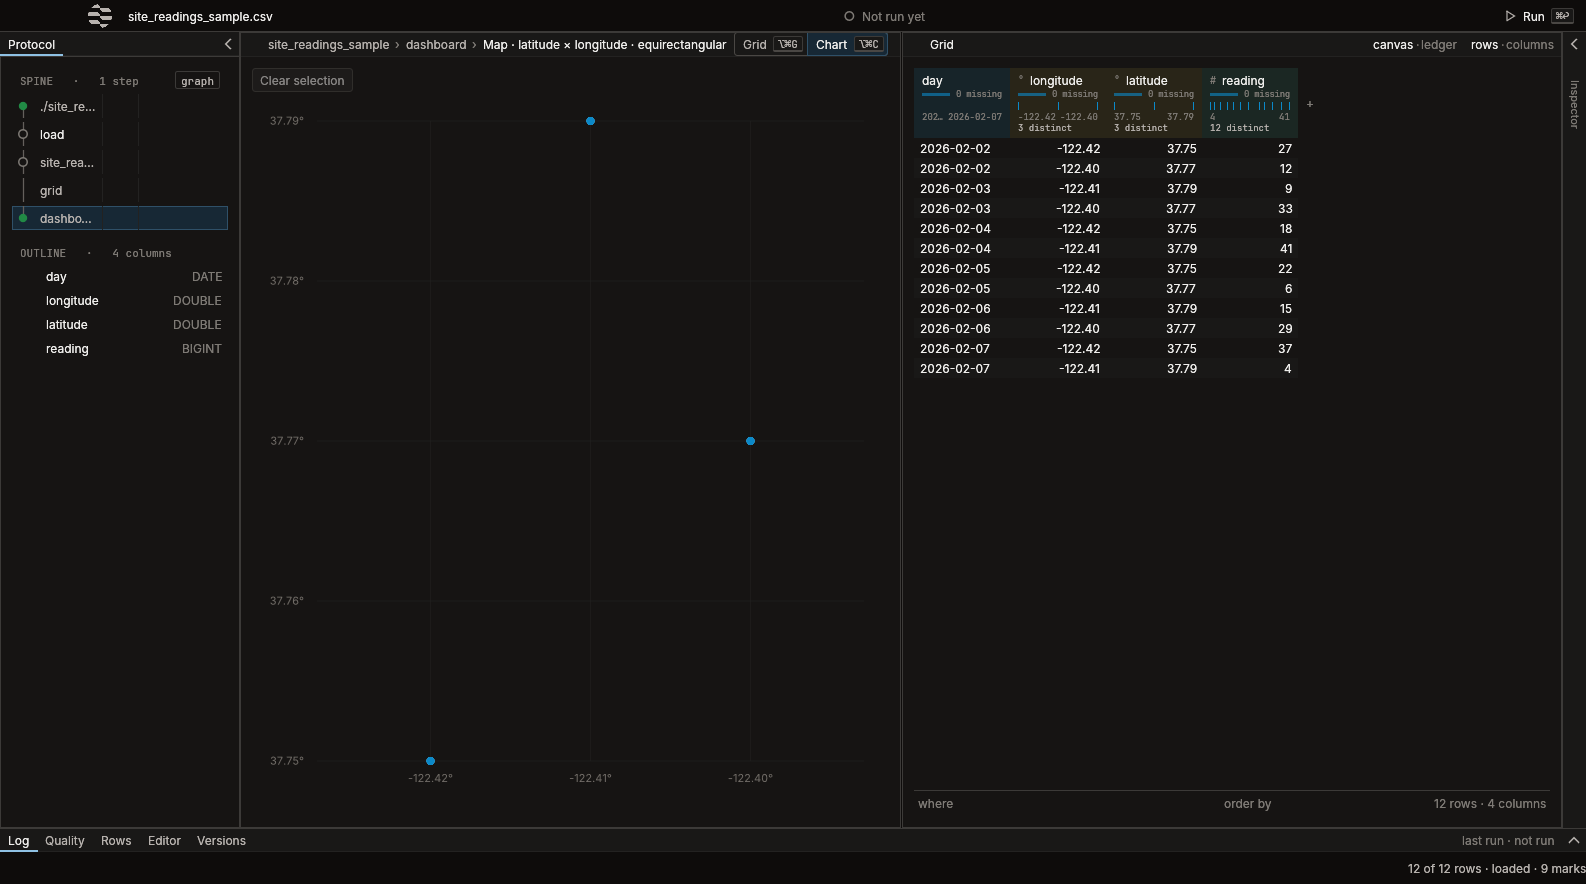 site_readings_sample.csv
Not run yet
Run ⌘⏎
Protocol
SPINE · 1 step graph
./site_re...
load
site_rea...
grid
dashbo...
OUTLINE · 4 columns
day DATE
longitude DOUBLE
latitude DOUBLE
reading BIGINT
site_readings_sample › dashboard › Map · latitude × longitude · equirectangular
Grid ⌥⌘G Chart ⌥⌘C
Clear selection
37.79°
37.78°
37.77°
37.76°
37.75°
-122.42° -122.41° -122.40°
Grid
canvas · ledger rows · columns
day ° longitude ° latitude # reading
0 missing 0 missing 0 missing 0 missing
202… 2026-02-07 -122.42 -122.40 37.75 37.79 4 41
3 distinct 3 distinct 12 distinct
+
2026-02-02 -122.42 37.75 27
2026-02-02 -122.40 37.77 12
2026-02-03 -122.41 37.79 9
2026-02-03 -122.40 37.77 33
2026-02-04 -122.42 37.75 18
2026-02-04 -122.41 37.79 41
2026-02-05 -122.42 37.75 22
2026-02-05 -122.40 37.77 6
2026-02-06 -122.41 37.79 15
2026-02-06 -122.40 37.77 29
2026-02-07 -122.42 37.75 37
2026-02-07 -122.41 37.79 4
where order by 12 rows · 4 columns
Inspector
Log Quality Rows Editor Versions
last run · not run
12 of 12 rows · loaded · 9 marks